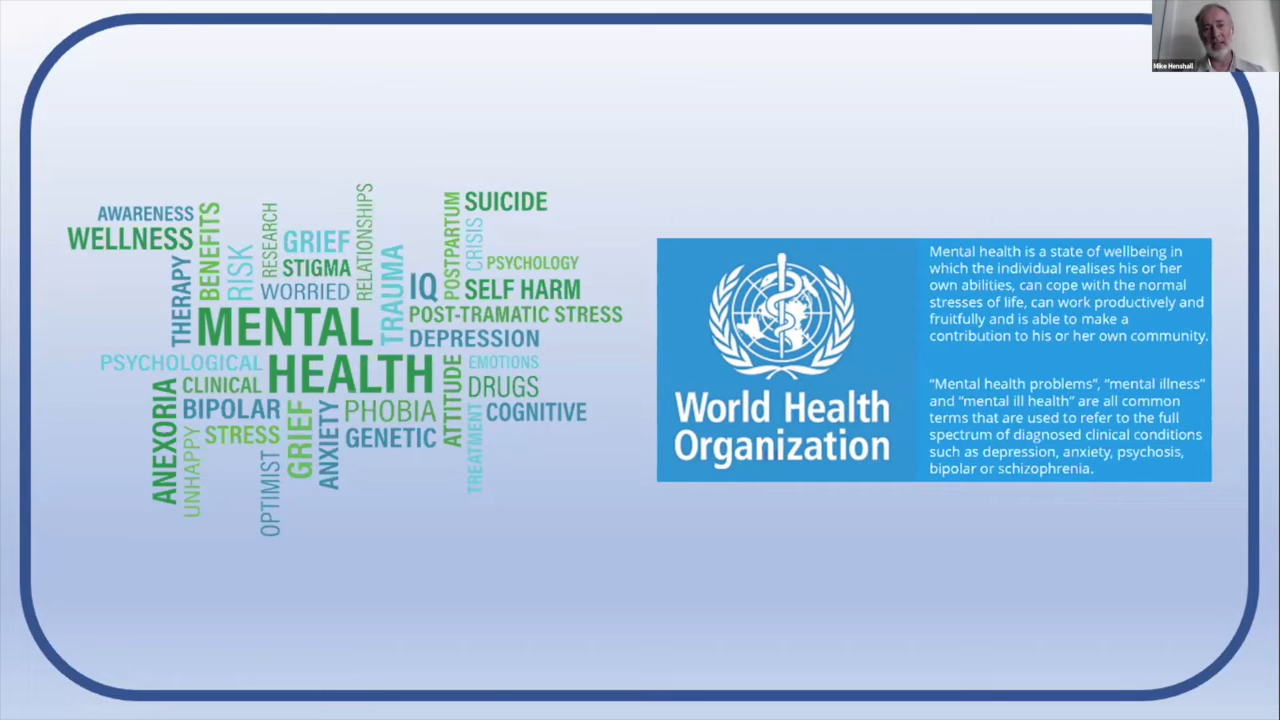 Mike Henshall
AWARENESS
WELLNESS
THERAPY
BENEFITS
RISK
RESEARCH
GRIEF
STIGMA
WORRIED
RELATIONSHIPS
TRAUMA
IQ
POSTPARTUM
CRISIS
SUICIDE
PSYCHOLOGY
SELF HARM
POST-TRAMATIC STRESS
DEPRESSION
MENTAL
HEALTH
PSYCHOLOGICAL
CLINICAL
BIPOLAR
STRESS
ANEXORIA
UNHAPPY
OPTIMIST
GRIEF
ANXIETY
PHOBIA
GENETIC
ATTITUDE
EMOTIONS
DRUGS
COGNITIVE
TREATMENT
World Health
Organization
Mental health is a state of wellbeing in
which the individual realises his or her
own abilities, can cope with the normal
stresses of life, can work productively and
fruitfully and is able to make a
contribution to his or her own community.
“Mental health problems”, “mental illness”
and “mental ill health” are all common
terms that are used to refer to the full
spectrum of diagnosed clinical conditions
such as depression, anxiety, psychosis,
bipolar or schizophrenia.